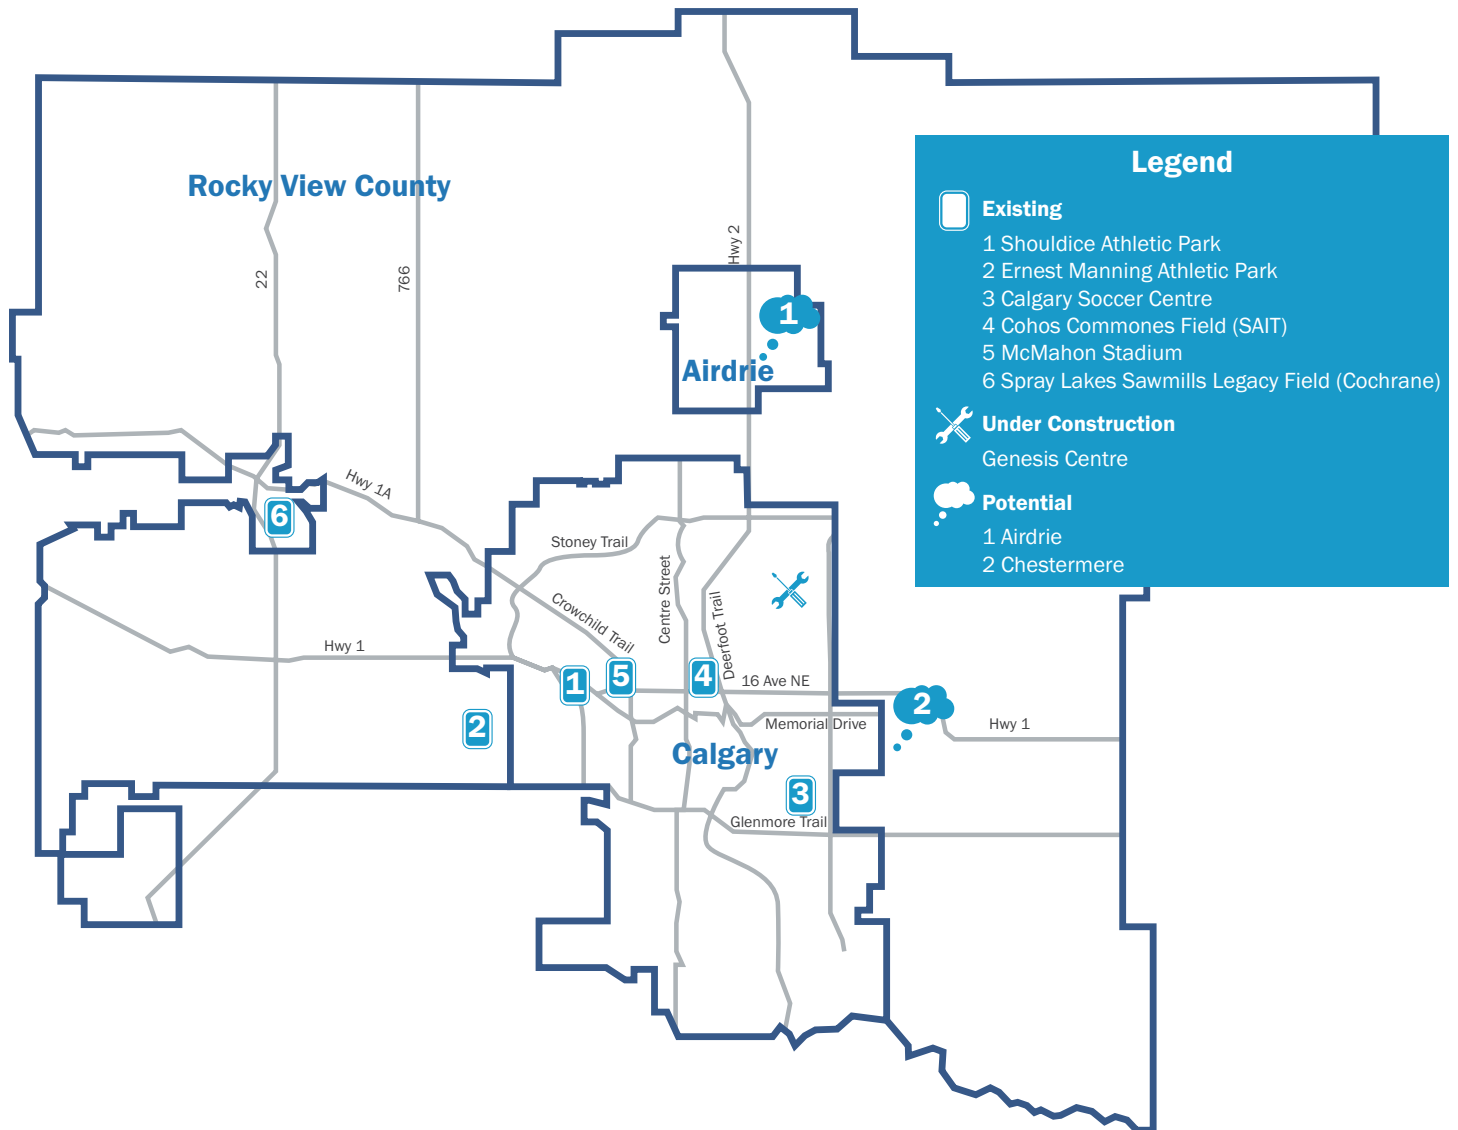 Legend
Existing
1 Shouldice Athletic Park
2 Ernest Manning Athletic Park
3 Calgary Soccer Centre
4 Cohos Commones Field (SAIT)
5 McMahon Stadium
6 Spray Lakes Sawmills Legacy Field (Cochrane)
Under Construction
Genesis Centre
Potential
1 Airdrie
2 Chestermere
Rocky View County
22
766
Hwy 2
1
Airdrie
Hwy 1A
6
Stoney Trail
Crowchild Trail
Centre Street
Deerfoot Trail
Hwy 1
1
5
4
16 Ave NE
2
Hwy 1
2
Memorial Drive
Calgary
3
Glenmore Trail